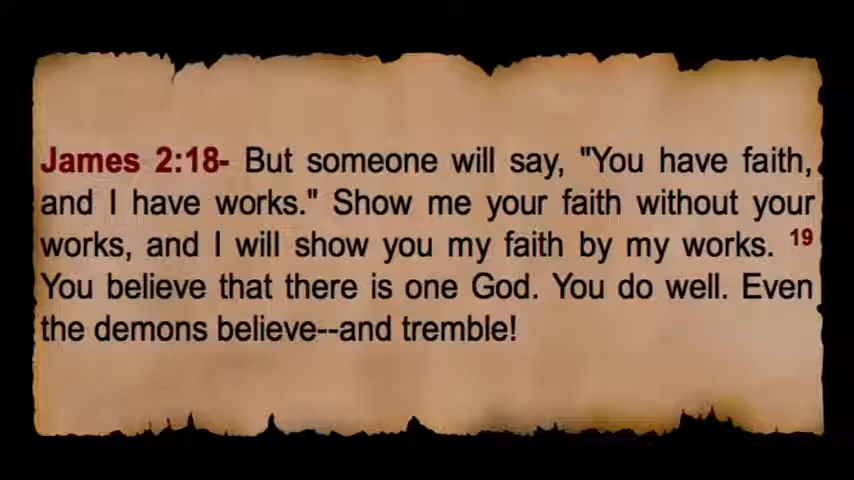 James 2:18- But someone will say, "You have faith,
and I have works." Show me your faith without your
works, and I will show you my faith by my works. 19
You believe that there is one God. You do well. Even
the demons believe--and tremble!